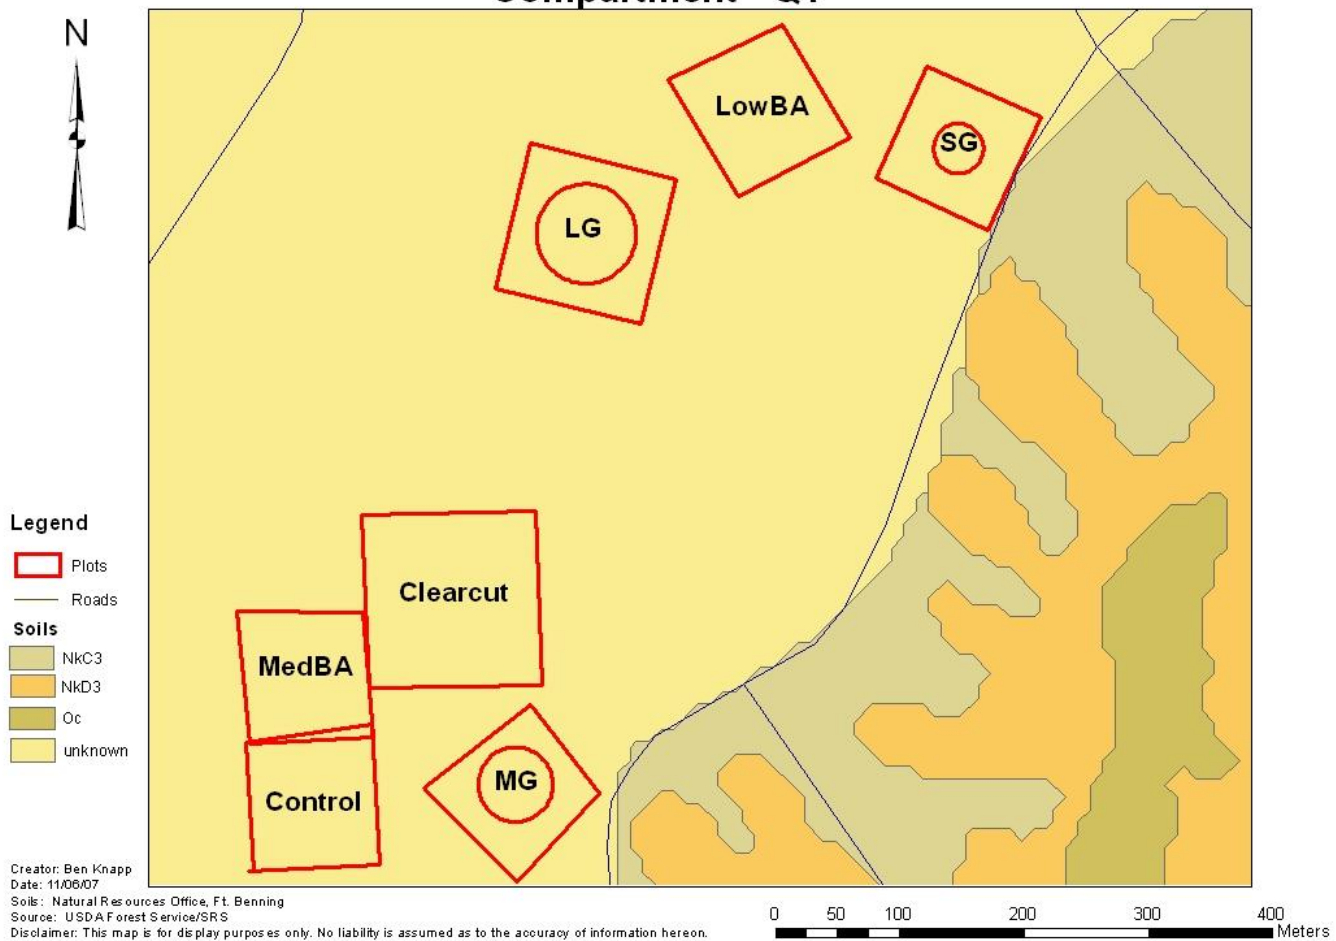 N
LowBA
SG
LG
Legend
Plots
Roads
Soils
NkC3
NkD3
Oc
unknown
Clearcut
MedBA
MG
Control
Creator: Ben Knapp
Date: 11/06/07
Soils: Natural Resources Office, Ft. Benning
Source: USDA Forest Service/SRS
Disclaimer: This map is for display purposes only. No liability is assumed as to the accuracy of information hereon.
0 50 100 200 300 400
Meters